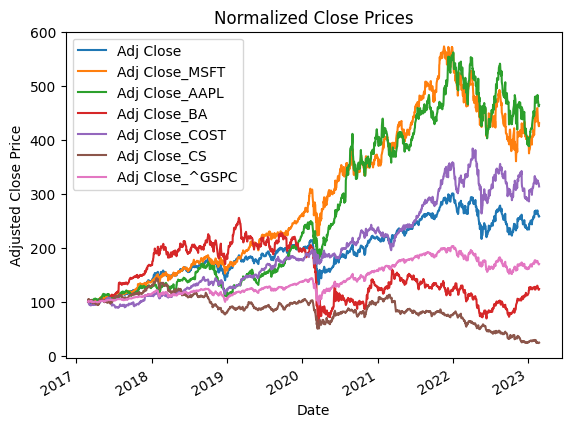 Normalized Close Prices
600
500
400
300
200
100
0
Adjusted Close Price
Adj Close
Adj Close_MSFT
Adj Close_AAPL
Adj Close_BA
Adj Close_COST
Adj Close_CS
Adj Close_^GSPC
2017
2018
2019
2020
2021
2022
2023
Date